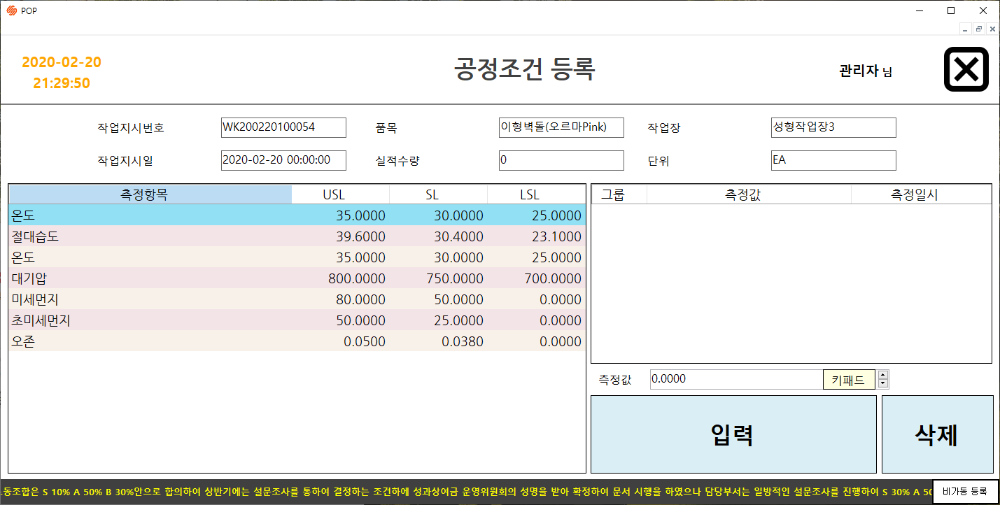 POP
2020-02-20
21:29:50
공정조건 등록
관리자 님
작업지시번호 WK200220100054 품목 이형벽돌(오르마Pink) 작업장 성형작업장3
작업지시일 2020-02-20 00:00:00 실적수량 0 단위 EA
측정항목 USL SL LSL
온도 35.0000 30.0000 25.0000
절대습도 39.6000 30.4000 23.1000
온도 35.0000 30.0000 25.0000
대기압 800.0000 750.0000 700.0000
미세먼지 80.0000 50.0000 0.0000
초미세먼지 50.0000 25.0000 0.0000
오존 0.0500 0.0380 0.0000
그룹 측정값 측정일시
측정값 0.0000 키패드
입력 삭제
동조합은 S 10% A 50% B 30%안으로 합의하여 상반기에는 설문조사를 통하여 결정하는 조건하에 성과상여금 운영위원회의 성명을 받아 확정하여 문서 시행을 하였으나 담당부서는 일방적인 설문조사를 진행하여 S 30% A 50
비가동 등록